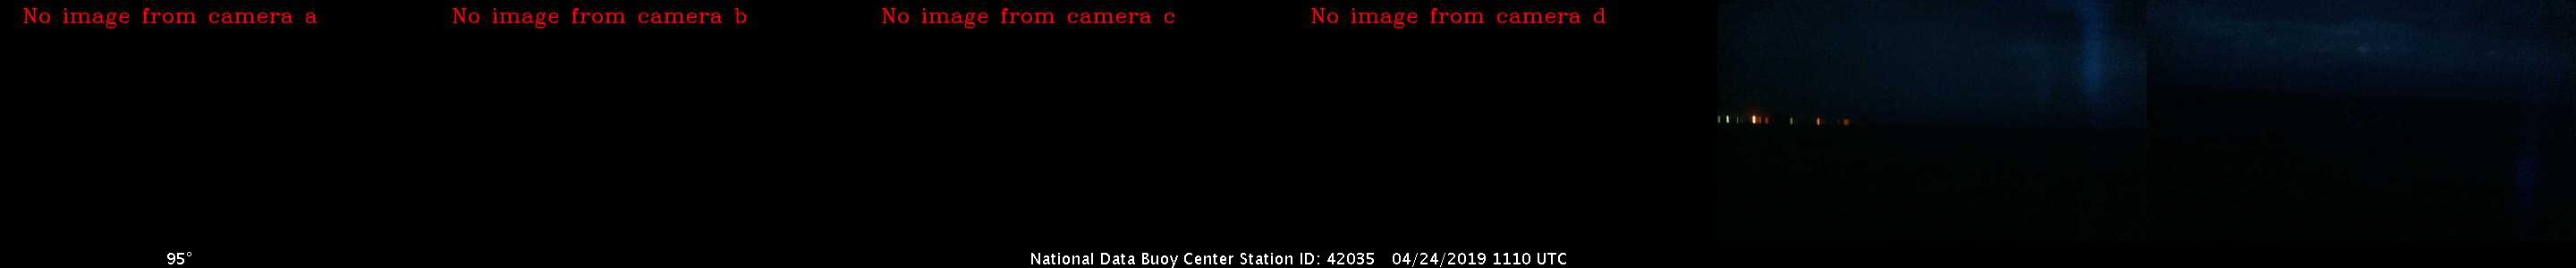 No image from camera a
No image from camera b
No image from camera c
No image from camera d
95°
National Data Buoy Center Station ID: 42035 04/24/2019 1110 UTC